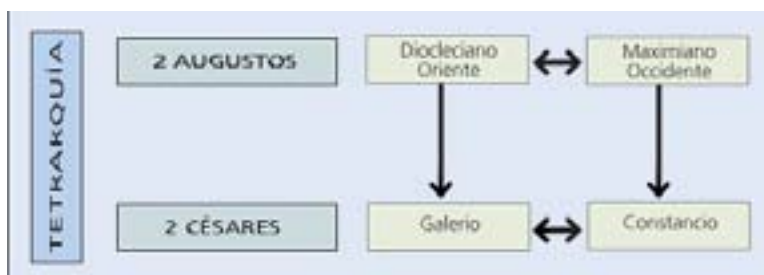 TETRARQUÍA
2 AUGUSTOS
Diocleciano
Oriente
Maximiano
Occidente
2 CÉSARES
Galerio
Constancio